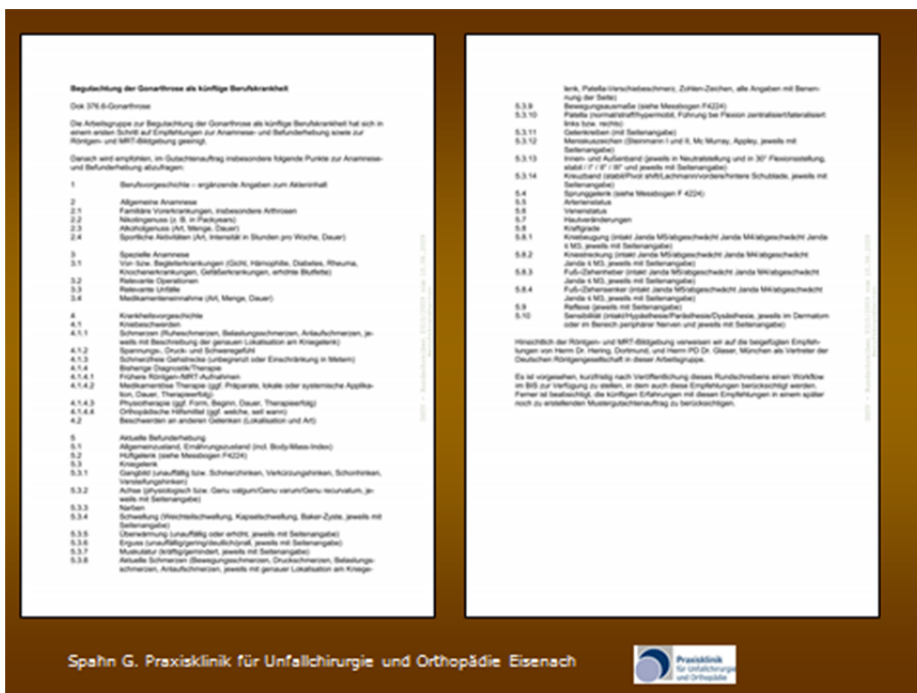 Begutachtung der Gonarthrose als künftige Berufskrankheit
Dok 376.6-Gonarthrose
Die Arbeitsgruppe zur Begutachtung der Gonarthrose als künftige Berufskrankheit hat sich in
einem ersten Schritt auf Empfehlungen zur Anamnese- und Befunderhebung sowie zur
Röntgen- und MRT-Bildgebung geeinigt.
Danach wird empfohlen, im Gutachtenauftrag insbesondere folgende Punkte zur Anamnese-
und Befunderhebung abzufragen:
1 Berufsvorgeschichte – ergänzende Angaben zum Akteninhalt
2 Allgemeine Anamnese
2.1 Familiäre Vorerkrankungen, insbesondere Arthrosen
2.2 Nikotingenuss (z. B. in Packyears)
2.3 Alkoholgenuss (Art, Menge, Dauer)
2.4 Sportliche Aktivitäten (Art, Intensität in Stunden pro Woche, Dauer)
3 Spezielle Anamnese
3.1 Vor- bzw. Begleiterkrankungen (Gicht, Hämophilie, Diabetes, Rheuma,
Knochenerkrankungen, Gefäßerkrankungen, erhöhte Blutfette)
3.2 Relevante Operationen
3.3 Relevante Unfälle
3.4 Medikamenteneinnahme (Art, Menge, Dauer)
4 Krankheitsvorgeschichte
4.1 Kniebeschwerden
4.1.1 Schmerzen (Ruheschmerzen, Belastungsschmerzen, Anlaufschmerzen, je-
weils mit Beschreibung der genauen Lokalisation am Kniegelenk)
4.1.2 Spannungs-, Druck- und Schweregefühl
4.1.3 Schmerzfreie Gehstrecke (unbegrenzt oder Einschränkung in Metern)
4.1.4 Bisherige Diagnostik/Therapie
4.1.4.1 Frühere Röntgen-/MRT-Aufnahmen
4.1.4.2 Medikamentöse Therapie (ggf. Präparate, lokale oder systemische Applika-
tion, Dauer, Therapieerfolg)
4.1.4.3 Physiotherapie (ggf. Form, Beginn, Dauer, Therapieerfolg)
4.1.4.4 Orthopädische Hilfsmittel (ggf. welche, seit wann)
4.2 Beschwerden an anderen Gelenken (Lokalisation und Art)
5 Aktuelle Befunderhebung
5.1 Allgemeinzustand, Ernährungszustand (incl. Body-Mass-Index)
5.2 Hüftgelenk (siehe Messbogen F4224)
5.3 Kniegelenk
5.3.1 Gangbild (unauffällig bzw. Schmerzhinken, Verkürzungshinken, Schonhinken,
Versteifungshinken)
5.3.2 Achse (physiologisch bzw. Genu valgum/Genu varum/Genu recurvatum, je-
weils mit Seitenangabe)
5.3.3 Narben
5.3.4 Schwellung (Weichteilschwellung, Kapselschwellung, Baker-Zyste, jeweils mit
Seitenangabe)
5.3.5 Überwärmung (unauffällig oder erhöht, jeweils mit Seitenangabe)
5.3.6 Erguss (unauffällig/gering/deutlich/prall, jeweils mit Seitenangabe)
5.3.7 Muskulatur (kräftig/gemindert, jeweils mit Seitenangabe)
5.3.8 Aktuelle Schmerzen (Bewegungsschmerzen, Druckschmerzen, Belastungs-
schmerzen, Anlaufschmerzen, jeweils mit genauer Lokalisation am Kniege-
lenk, Patella-Verschiebeschmerz, Zohlen-Zeichen, alle Angaben mit Benen-
nung der Seite)
5.3.9 Bewegungsausmaße (siehe Messbogen F4224)
5.3.10 Patella (normal/straff/hypermobil, Führung bei Flexion zentralisiert/lateralisiert
links bzw. rechts)
5.3.11 Gelenkreiben (mit Seitenangabe)
5.3.12 Meniskuszeichen (Steinmann I und II, Mc Murray, Appley, jeweils mit
Seitenangabe)
5.3.13 Innen- und Außenband (jeweils in Neutralstellung und in 30° Flexionsstellung,
stabil / I° / II° / III° und jeweils mit Seitenangabe)
5.3.14 Kreuzband (stabil/Pivot shift/Lachmann/vordere/hintere Schublade, jeweils mit
Seitenangabe)
5.4 Sprunggelenk (siehe Messbogen F 4224)
5.5 Arterienstatus
5.6 Venenstatus
5.7 Hautveränderungen
5.8 Kraftgrade
5.8.1 Kniebeugung (intakt Janda M5/abgeschwächt Janda M4/abgeschwächt Janda
≤ M3, jeweils mit Seitenangabe)
5.8.2 Kniestreckung (intakt Janda M5/abgeschwächt Janda M4/abgeschwächt
Janda ≤ M3, jeweils mit Seitenangabe)
5.8.3 Fuß-/Zehenheber (intakt Janda M5/abgeschwächt Janda M4/abgeschwächt
Janda ≤ M3, jeweils mit Seitenangabe)
5.8.4 Fuß-/Zehensenker (intakt Janda M5/abgeschwächt Janda M4/abgeschwächt
Janda ≤ M3, jeweils mit Seitenangabe)
5.9 Reflexe (jeweils mit Seitenangabe)
5.10 Sensibilität (intakt/Hypästhesie/Parästhesie/Dysästhesie, jeweils im Dermatom
oder im Bereich peripherer Nerven und jeweils mit Seitenangabe)
Hinsichtlich der Röntgen- und MRT-Bildgebung verweisen wir auf die beigefügten Empfeh-
lungen von Herrn Dr. Hering, Dortmund, und Herrn PD Dr. Glaser, München als Vertreter der
Deutschen Röntgengesellschaft in dieser Arbeitsgruppe.
Es ist vorgesehen, kurzfristig nach Veröffentlichung dieses Rundschreibens einen Workflow
im BIS zur Verfügung zu stellen, in dem auch diese Empfehlungen berücksichtigt werden.
Ferner ist beabsichtigt, die künftigen Erfahrungen mit diesen Empfehlungen in einem später
noch zu erstellenden Mustergutachtenauftrag zu berücksichtigen.
Spahn G. Praxisklinik für Unfallchirurgie und Orthopädie Eisenach
Praxisklinik
für Unfallchirurgie
und Orthopädie